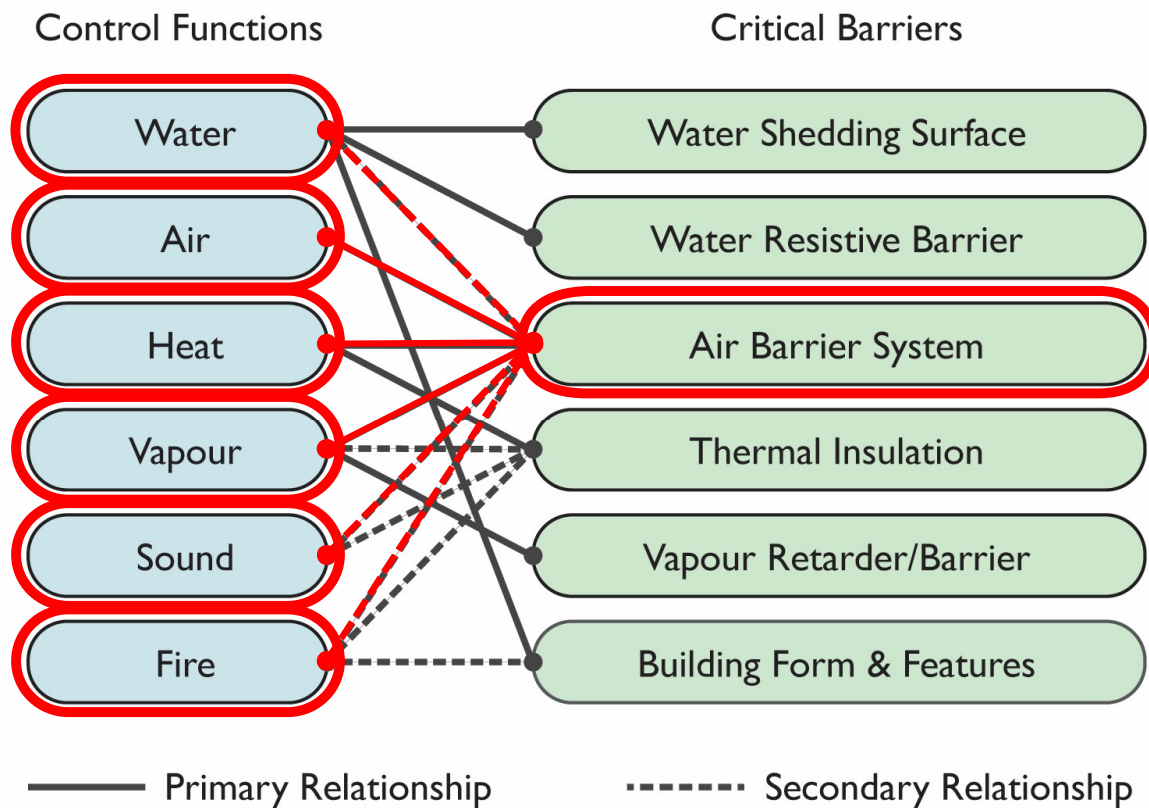 Control Functions
Critical Barriers
Water
Water Shedding Surface
Air
Water Resistive Barrier
Heat
Air Barrier System
Vapour
Thermal Insulation
Sound
Vapour Retarder/Barrier
Fire
Building Form & Features
Primary Relationship
Secondary Relationship